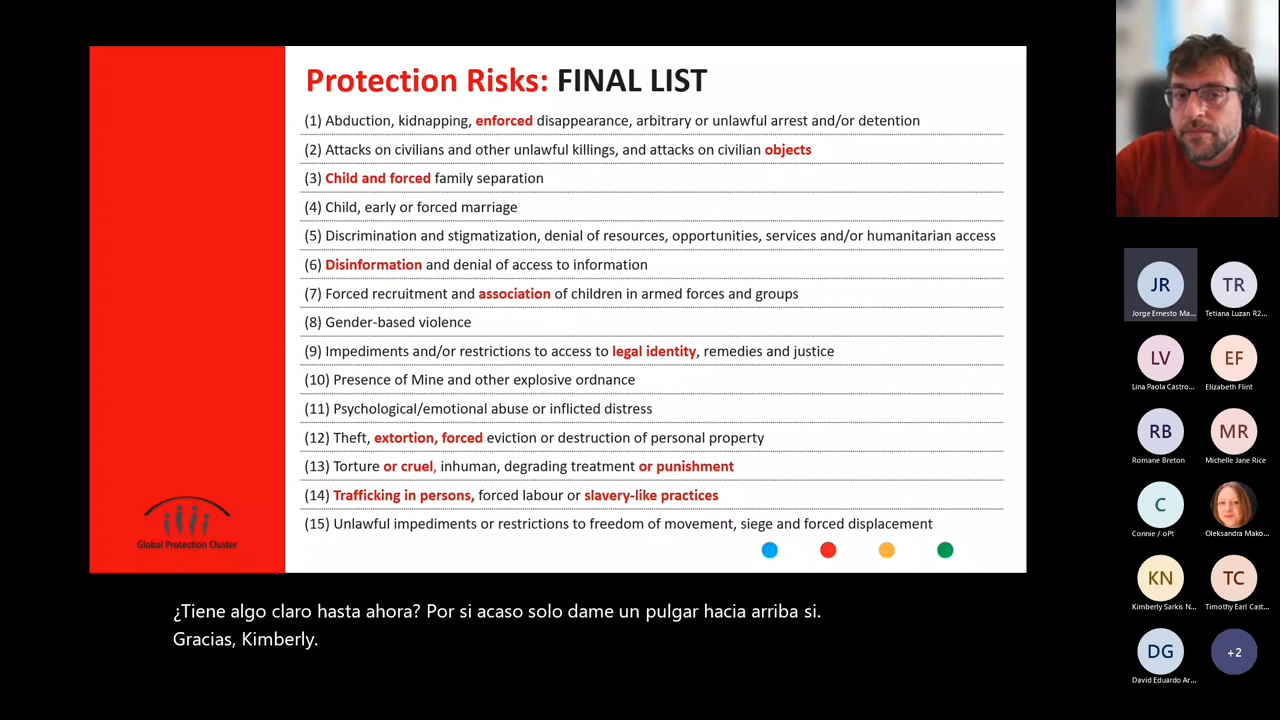 Protection Risks: FINAL LIST
(1) Abduction, kidnapping, enforced disappearance, arbitrary or unlawful arrest and/or detention
(2) Attacks on civilians and other unlawful killings, and attacks on civilian objects
(3) Child and forced family separation
(4) Child, early or forced marriage
(5) Discrimination and stigmatization, denial of resources, opportunities, services and/or humanitarian access
(6) Disinformation and denial of access to information
(7) Forced recruitment and association of children in armed forces and groups
(8) Gender-based violence
(9) Impediments and/or restrictions to access to legal identity, remedies and justice
(10) Presence of Mine and other explosive ordnance
(11) Psychological/emotional abuse or inflicted distress
(12) Theft, extortion, forced eviction or destruction of personal property
(13) Torture or cruel, inhuman, degrading treatment or punishment
(14) Trafficking in persons, forced labour or slavery-like practices
(15) Unlawful impediments or restrictions to freedom of movement, siege and forced displacement
Global Protection Cluster
¿Tiene algo claro hasta ahora? Por si acaso solo dame un pulgar hacia arriba si.
Gracias, Kimberly.
JR TR
Jorge Ernesto Ma... Tetiana Luzan R2...
LV EF
Lina Paola Castro... Elizabeth Flint
RB MR
Romane Breton Michelle Jane Rice
C
Connie / oPt Oleksandra Mako...
KN TC
Kimberly Sarkis N... Timothy Earl Cast...
DG +2
David Eduardo Ar...